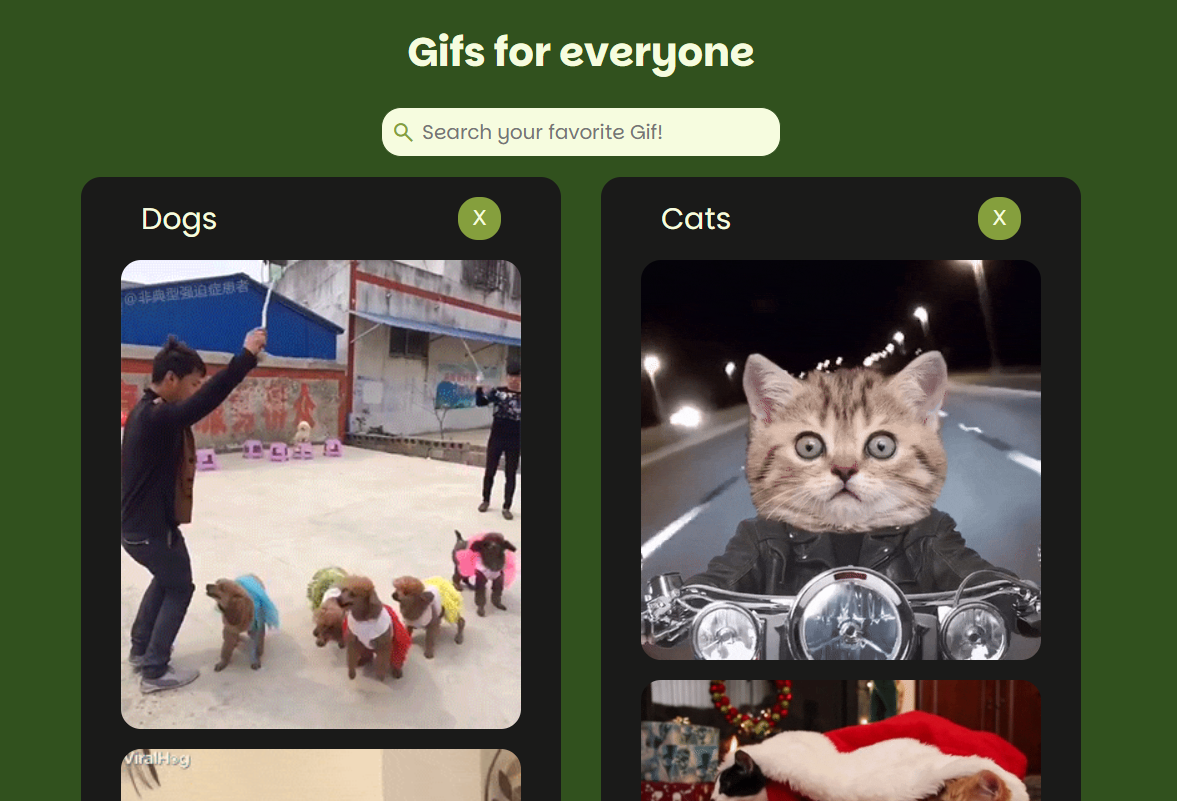 Gifs for everyone
Search your favorite Gif!
Dogs
X
Cats
X
@非典型强迫症患者
ViralHog